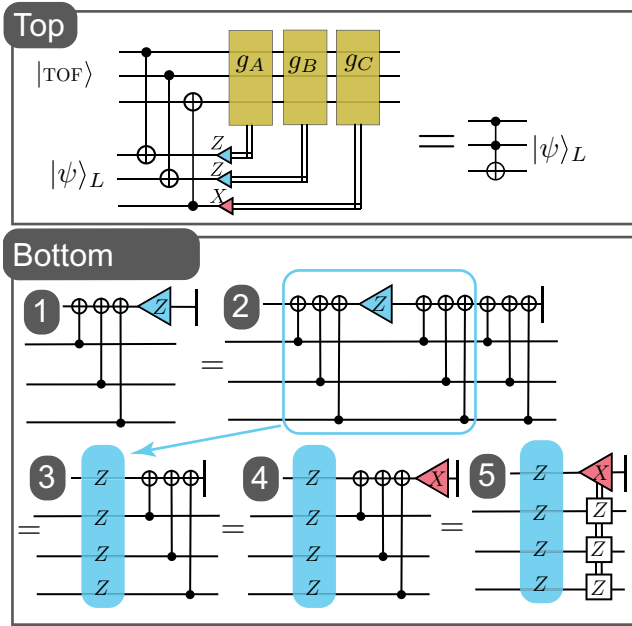 Top
g_A g_B g_C
|TOF⟩
Z
|ψ⟩_L
Z
X
= |ψ⟩_L
Bottom
1 Z
2 Z
=
3 Z
4 Z X
5 Z X
Z Z Z Z
= Z = Z = Z Z
Z Z Z Z